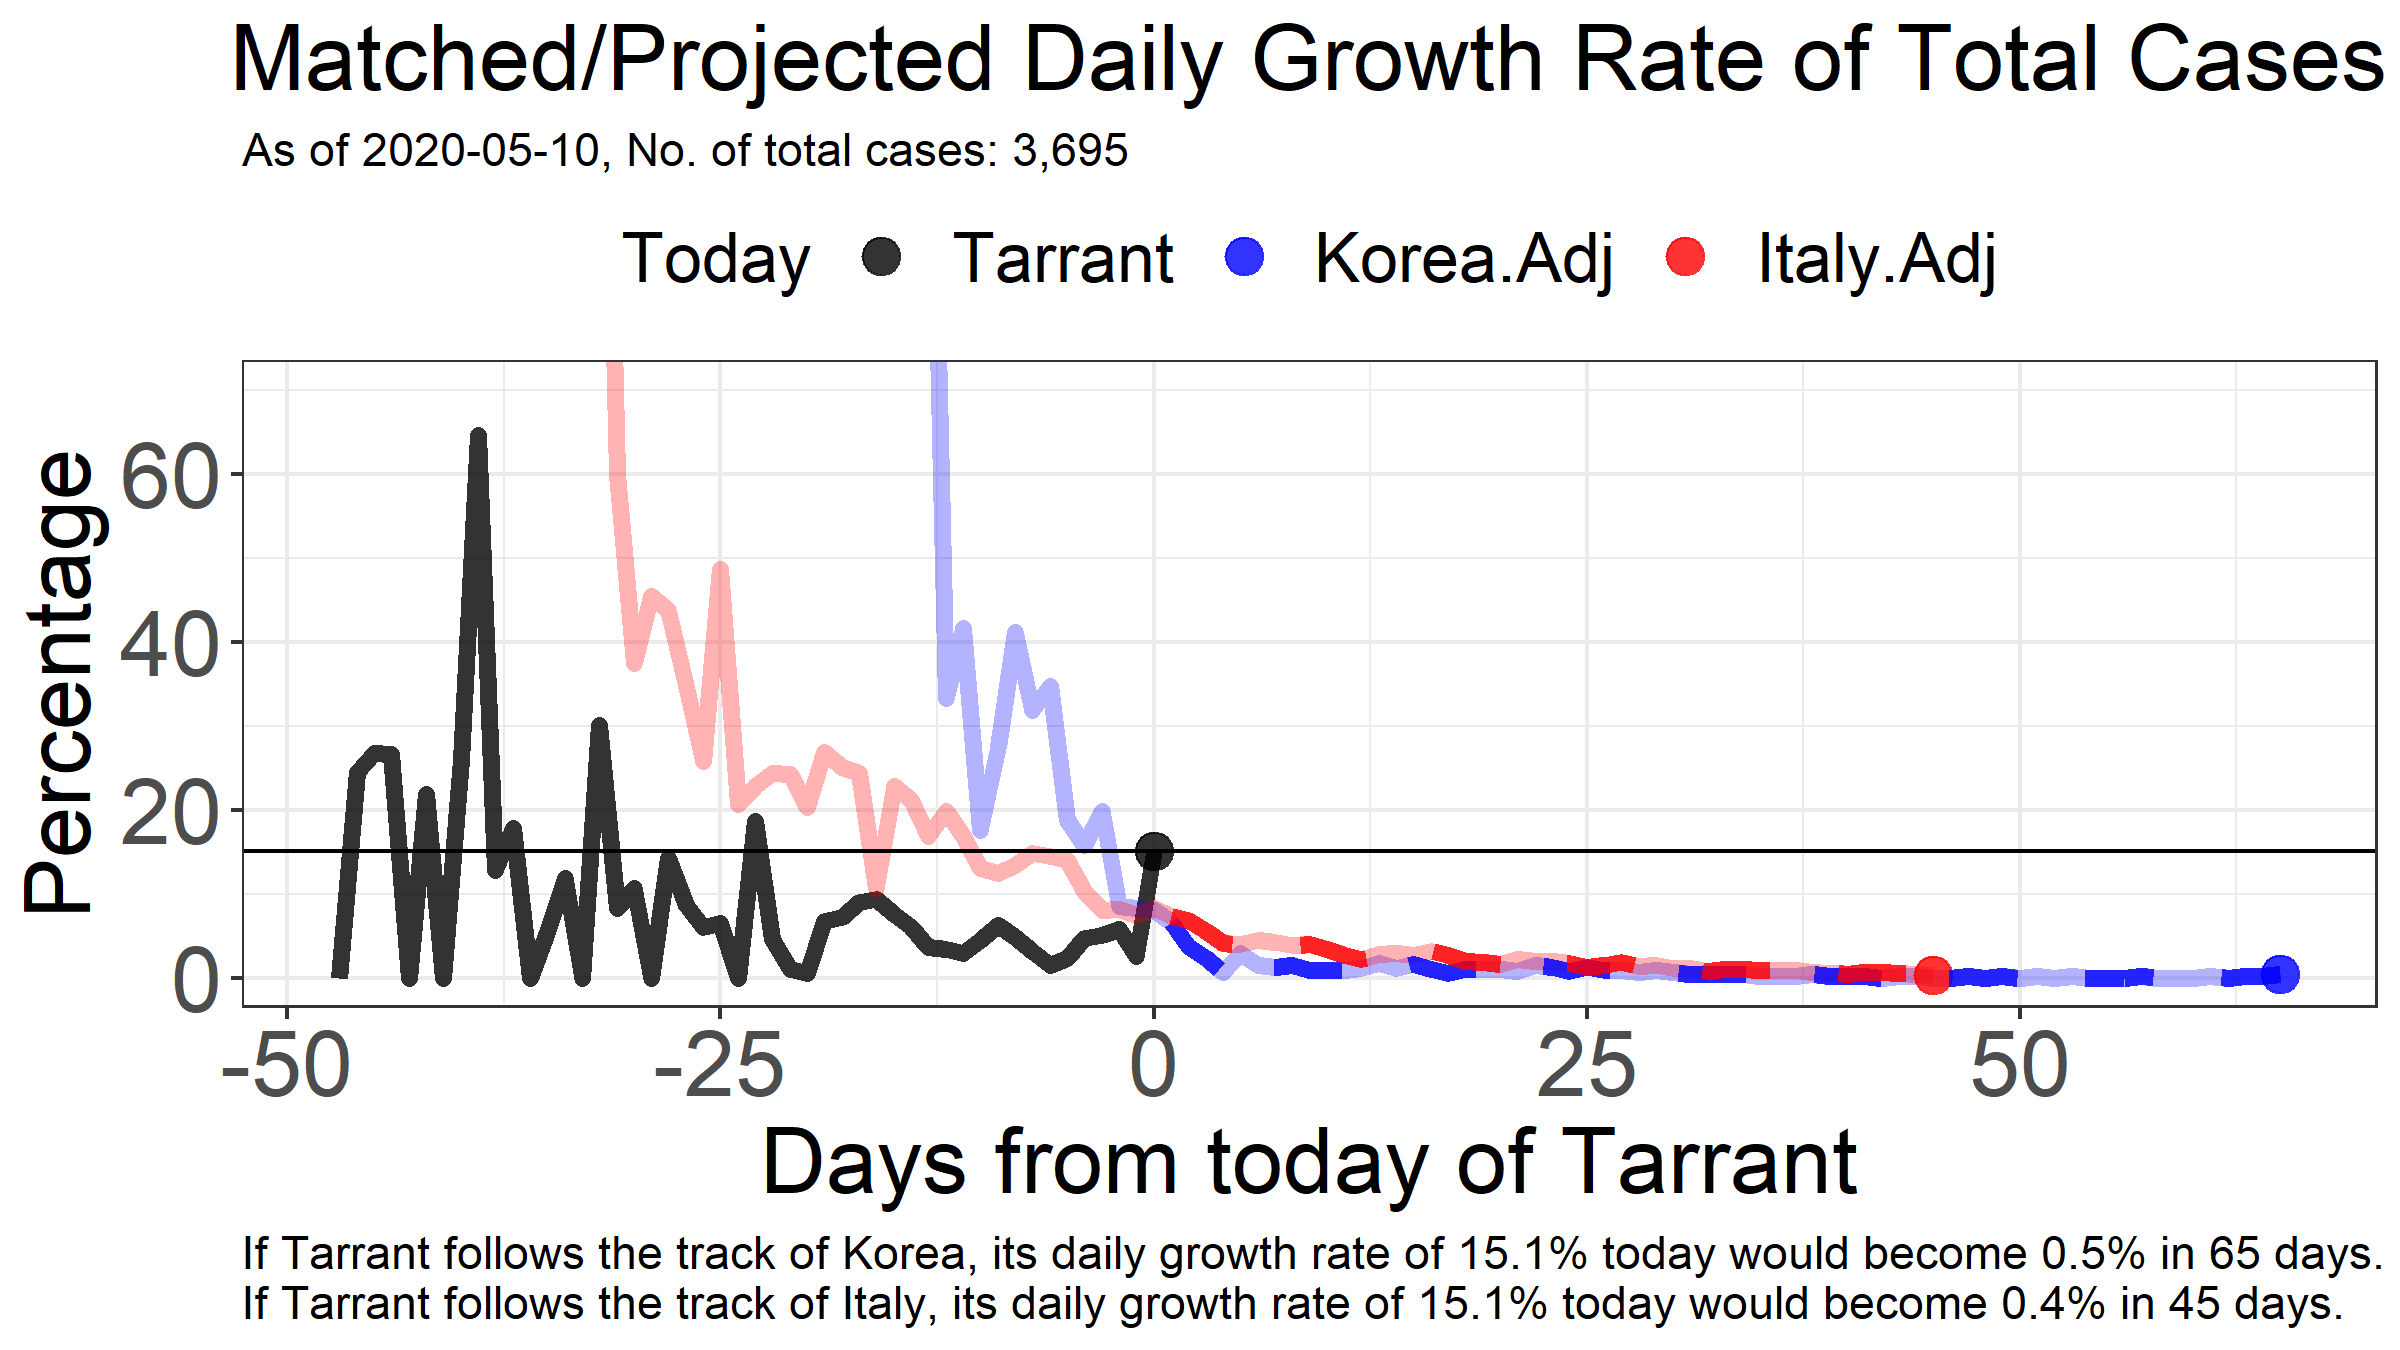 Matched/Projected Daily Growth Rate of Total Cases
As of 2020-05-10, No. of total cases: 3,695
Today Tarrant Korea.Adj Italy.Adj
Percentage
60
40
20
0
-50 -25 0 25 50
Days from today of Tarrant
If Tarrant follows the track of Korea, its daily growth rate of 15.1% today would become 0.5% in 65 days.
If Tarrant follows the track of Italy, its daily growth rate of 15.1% today would become 0.4% in 45 days.